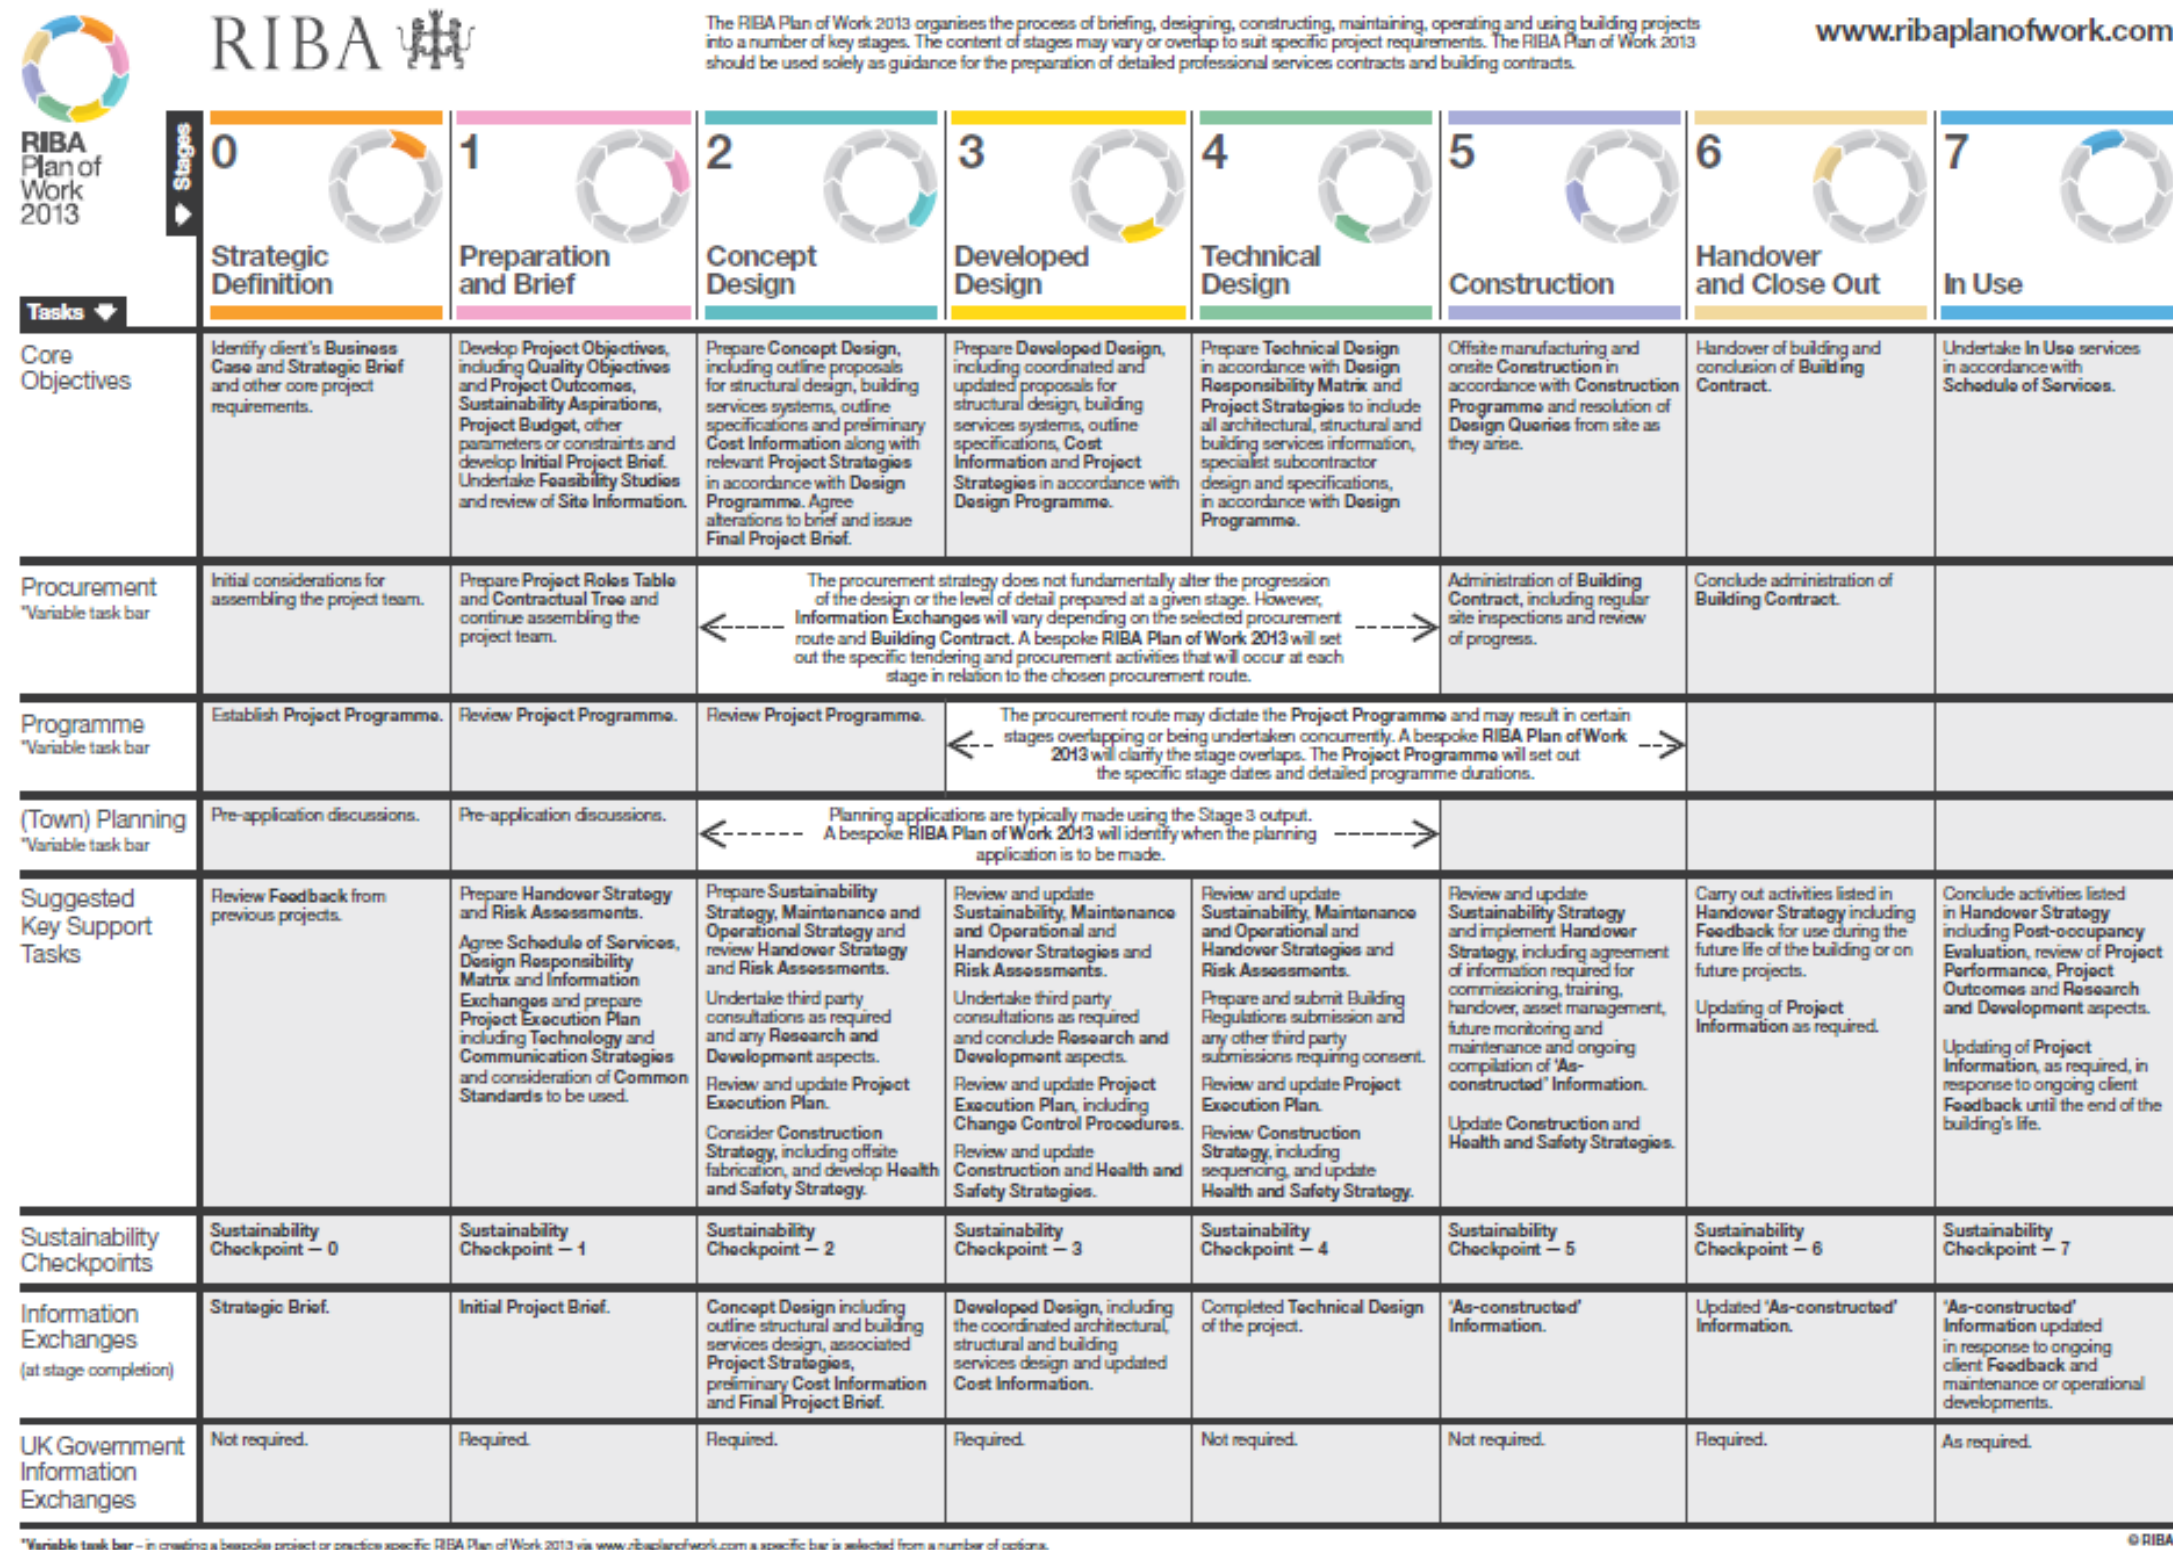 RIBA
The RIBA Plan of Work 2013 organises the process of briefing, designing, constructing, maintaining, operating and using building projects
into a number of key stages. The content of stages may vary or overlap to suit specific project requirements. The RIBA Plan of Work 2013
should be used solely as guidance for the preparation of detailed professional services contracts and building contracts.
www.ribaplanofwork.com
RIBA
Plan of
Work
2013
Stages
Tasks
0
Strategic
Definition
1
Preparation
and Brief
2
Concept
Design
3
Developed
Design
4
Technical
Design
5
Construction
6
Handover
and Close Out
7
In Use
Core
Objectives
Identify client's Business
Case and Strategic Brief
and other core project
requirements.
Develop Project Objectives,
including Quality Objectives
and Project Outcomes,
Sustainability Aspirations,
Project Budget, other
parameters or constraints and
develop Initial Project Brief.
Undertake Feasibility Studies
and review of Site Information.
Prepare Concept Design,
including outline proposals
for structural design, building
services systems, outline
specifications and preliminary
Cost Information along with
relevant Project Strategies
in accordance with Design
Programme. Agree
alterations to brief and issue
Final Project Brief.
Prepare Developed Design,
including coordinated and
updated proposals for
structural design, building
services systems, outline
specifications, Cost
Information and Project
Strategies in accordance with
Design Programme.
Prepare Technical Design
in accordance with Design
Responsibility Matrix and
Project Strategies to include
all architectural, structural and
building services information,
specialist subcontractor
design and specifications,
in accordance with Design
Programme.
Offsite manufacturing and
onsite Construction in
accordance with Construction
Programme and resolution of
Design Queries from site as
they arise.
Handover of building and
conclusion of Building
Contract.
Undertake In Use services
in accordance with
Schedule of Services.
Procurement
*Variable task bar
Initial considerations for
assembling the project team.
Prepare Project Roles Table
and Contractual Tree and
continue assembling the
project team.
The procurement strategy does not fundamentally alter the progression
of the design or the level of detail prepared at a given stage. However,
Information Exchanges will vary depending on the selected procurement
route and Building Contract. A bespoke RIBA Plan of Work 2013 will set
out the specific tendering and procurement activities that will occur at each
stage in relation to the chosen procurement route.
Administration of Building
Contract, including regular
site inspections and review
of progress.
Conclude administration of
Building Contract.
Programme
*Variable task bar
Establish Project Programme.
Review Project Programme.
Review Project Programme.
The procurement route may dictate the Project Programme and may result in certain
stages overlapping or being undertaken concurrently. A bespoke RIBA Plan of Work
2013 will clarify the stage overlaps. The Project Programme will set out
the specific stage dates and detailed programme durations.
(Town) Planning
*Variable task bar
Pre-application discussions.
Pre-application discussions.
Planning applications are typically made using the Stage 3 output.
A bespoke RIBA Plan of Work 2013 will identify when the planning
application is to be made.
Suggested
Key Support
Tasks
Review Feedback from
previous projects.
Prepare Handover Strategy
and Risk Assessments.
Agree Schedule of Services,
Design Responsibility
Matrix and Information
Exchanges and prepare
Project Execution Plan
including Technology and
Communication Strategies
and consideration of Common
Standards to be used.
Prepare Sustainability
Strategy, Maintenance and
Operational Strategy and
review Handover Strategy
and Risk Assessments.
Undertake third party
consultations as required
and any Research and
Development aspects.
Review and update Project
Execution Plan.
Consider Construction
Strategy, including offsite
fabrication, and develop Health
and Safety Strategy.
Review and update
Sustainability, Maintenance
and Operational and
Handover Strategies and
Risk Assessments.
Undertake third party
consultations as required
and conclude Research and
Development aspects.
Review and update Project
Execution Plan, including
Change Control Procedures.
Review and update
Construction and Health and
Safety Strategies.
Review and update
Sustainability, Maintenance
and Operational and
Handover Strategies and
Risk Assessments.
Prepare and submit Building
Regulations submission and
any other third party
submissions requiring consent.
Review and update Project
Execution Plan.
Review Construction
Strategy, including
sequencing, and update
Health and Safety Strategy.
Review and update
Sustainability Strategy
and implement Handover
Strategy, including agreement
of information required for
commissioning, training,
handover, asset management,
future monitoring and
maintenance and ongoing
compilation of 'As-
constructed' Information.
Update Construction and
Health and Safety Strategies.
Carry out activities listed in
Handover Strategy including
Feedback for use during the
future life of the building or on
future projects.
Updating of Project
Information as required.
Conclude activities listed
in Handover Strategy
including Post-occupancy
Evaluation, review of Project
Performance, Project
Outcomes and Research
and Development aspects.
Updating of Project
Information, as required, in
response to ongoing client
Feedback until the end of the
building's life.
Sustainability
Checkpoints
Sustainability
Checkpoint — 0
Sustainability
Checkpoint — 1
Sustainability
Checkpoint — 2
Sustainability
Checkpoint — 3
Sustainability
Checkpoint — 4
Sustainability
Checkpoint — 5
Sustainability
Checkpoint — 6
Sustainability
Checkpoint — 7
Information
Exchanges
(at stage completion)
Strategic Brief.
Initial Project Brief.
Concept Design including
outline structural and building
services design, associated
Project Strategies,
preliminary Cost Information
and Final Project Brief.
Developed Design, including
the coordinated architectural,
structural and building
services design and updated
Cost Information.
Completed Technical Design
of the project.
'As-constructed'
Information.
Updated 'As-constructed'
Information.
'As-constructed'
Information updated
in response to ongoing
client Feedback and
maintenance or operational
developments.
UK Government
Information
Exchanges
Not required.
Required.
Required.
Required.
Not required.
Not required.
Required.
As required.
*Variable task bar – in creating a bespoke project or practice specific RIBA Plan of Work 2013 via www.ribaplanofwork.com a specific bar is selected from a number of options.
© RIBA